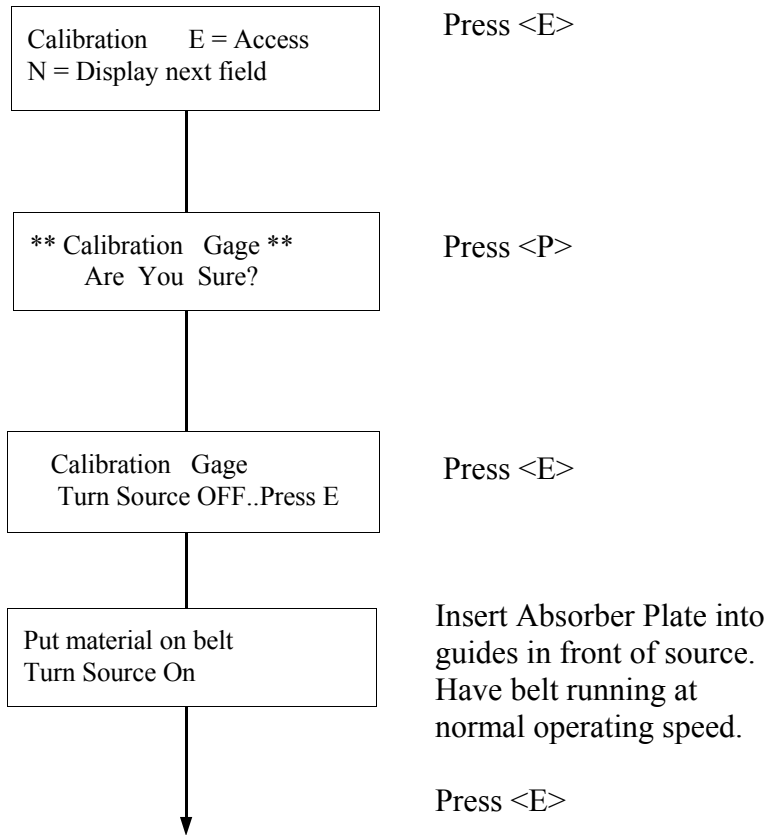 Calibration E = Access
N = Display next field
Press <E>
** Calibration Gage **
Are You Sure?
Press <P>
Calibration Gage
Turn Source OFF..Press E
Press <E>
Put material on belt
Turn Source On
Insert Absorber Plate into
guides in front of source.
Have belt running at
normal operating speed.
Press <E>